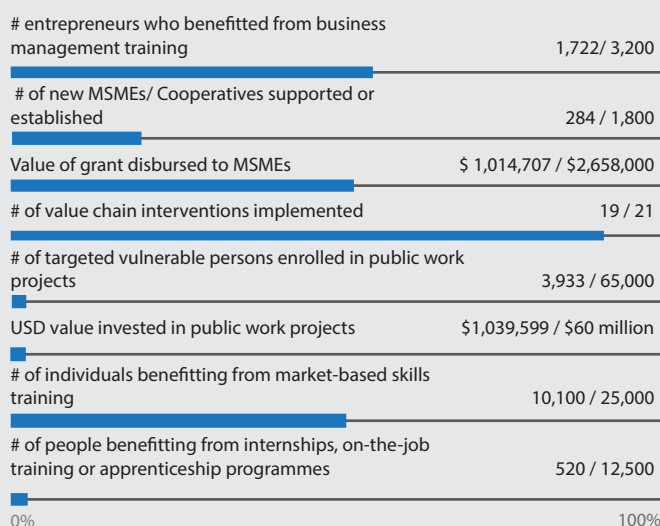 # entrepreneurs who benefitted from business
management training 1,722/ 3,200
# of new MSMEs/ Cooperatives supported or
established 284 / 1,800
Value of grant disbursed to MSMEs $ 1,014,707 / $2,658,000
# of value chain interventions implemented 19 / 21
# of targeted vulnerable persons enrolled in public work
projects 3,933 / 65,000
USD value invested in public work projects $1,039,599 / $60 million
# of individuals benefitting from market-based skills
training 10,100 / 25,000
# of people benefitting from internships, on-the-job
training or apprenticeship programmes 520 / 12,500
0% 100%